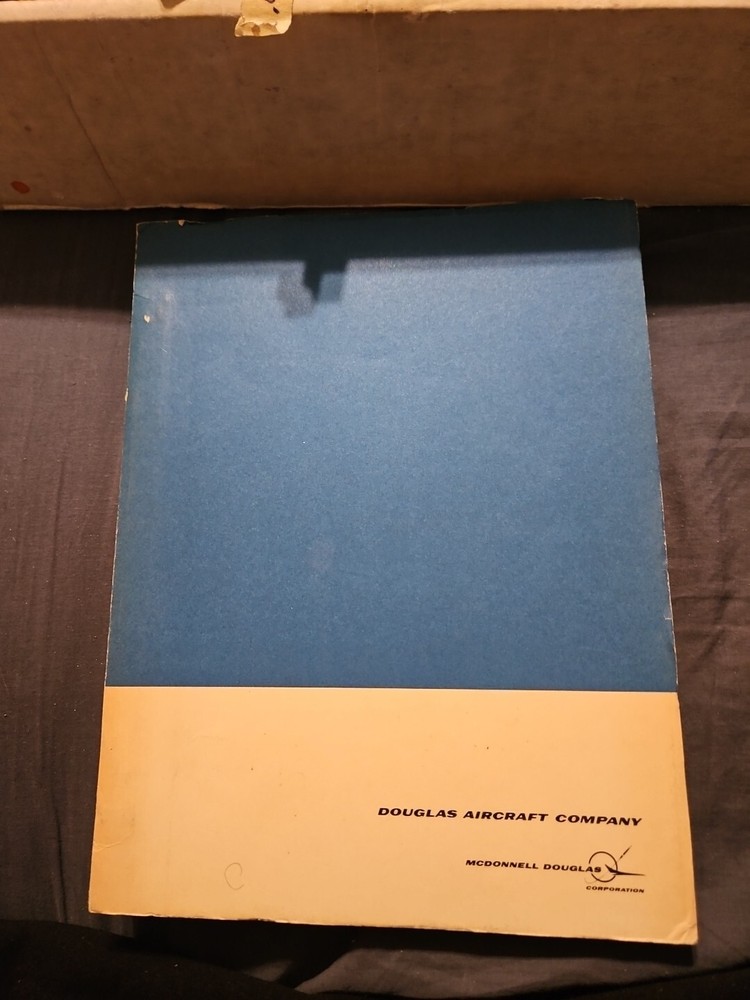 DOUGLAS AIRCRAFT COMPANY
MCDONNELL DOUGLAS
CORPORATION